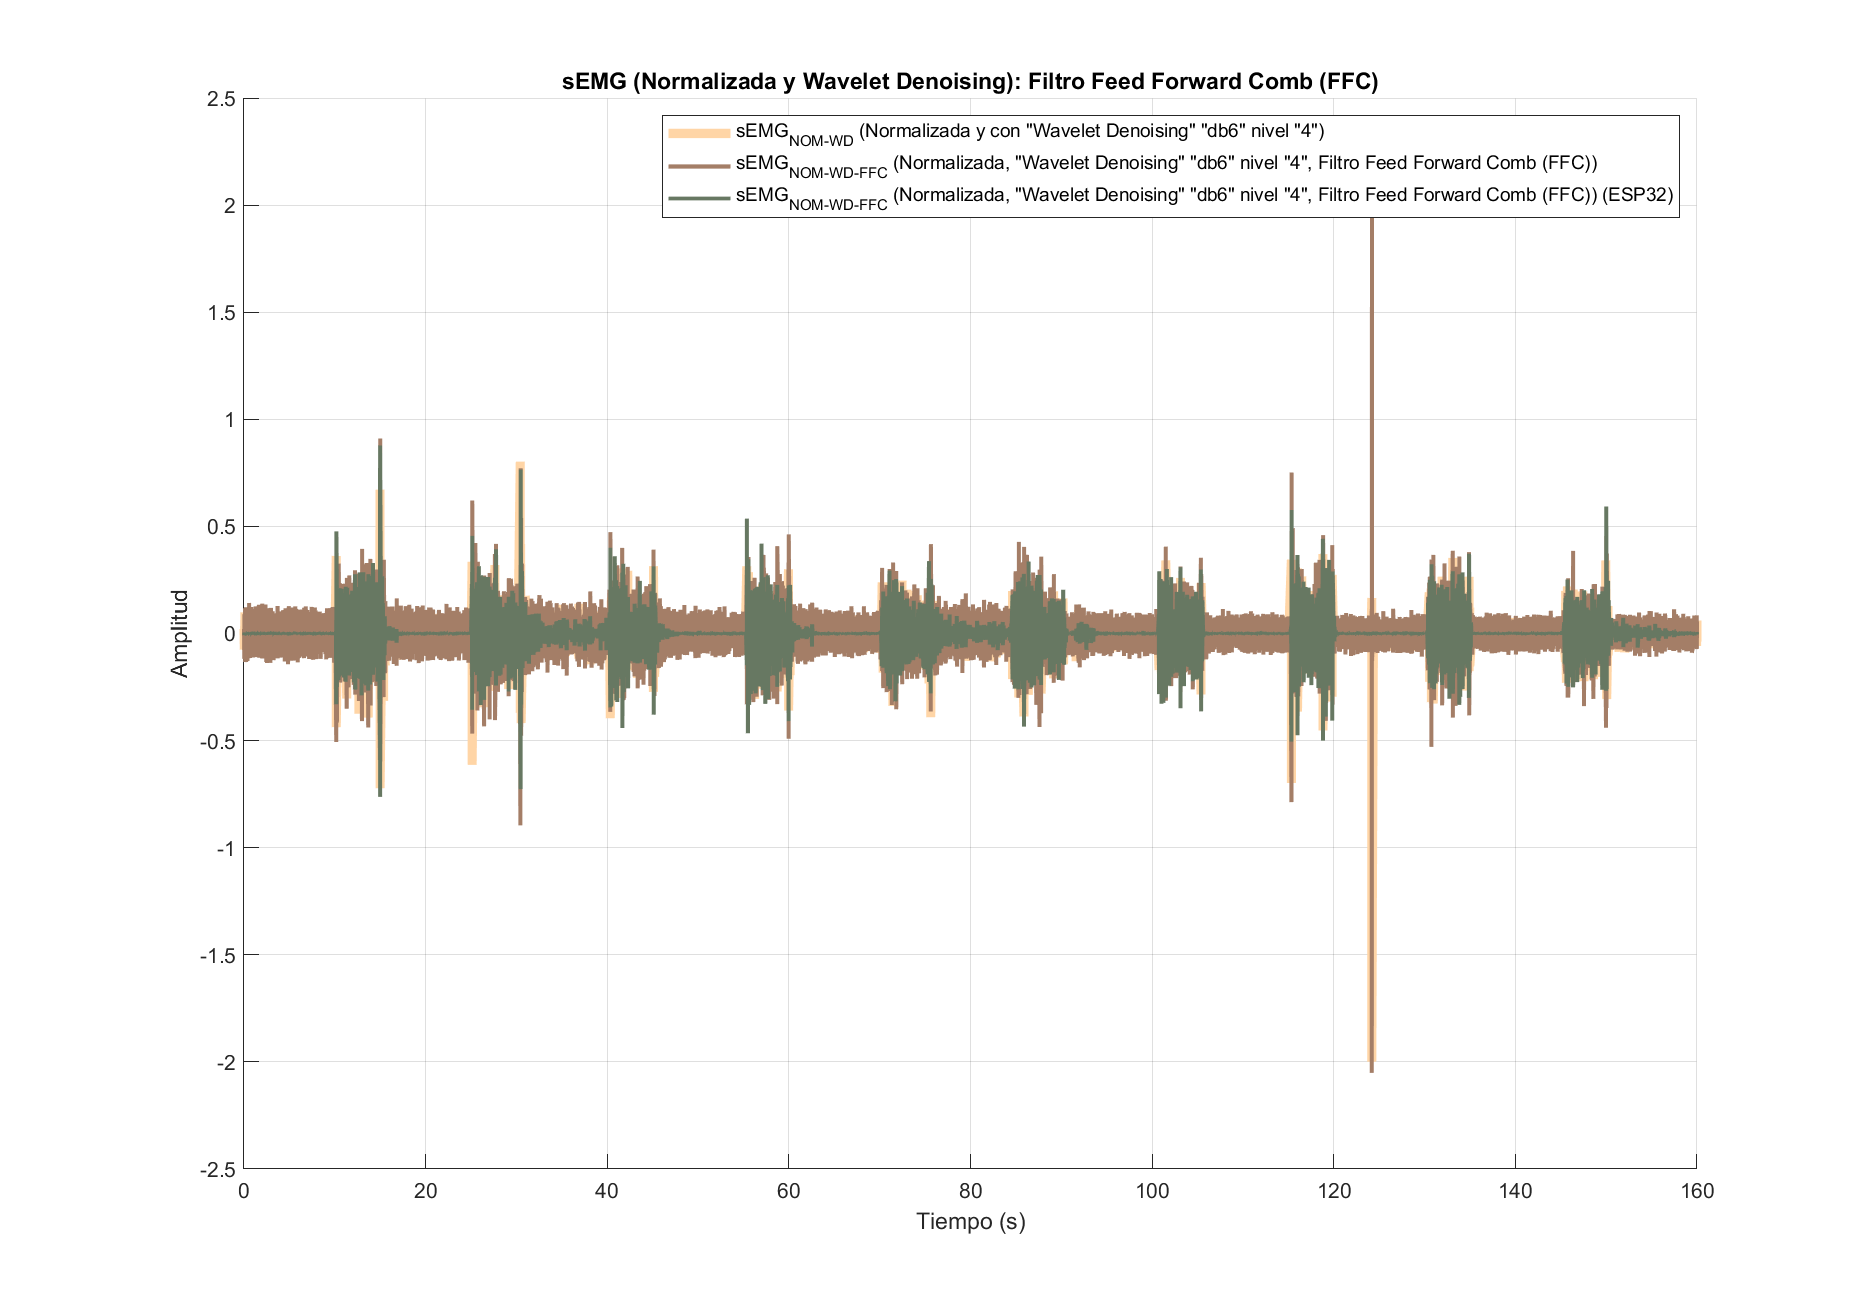 sEMG (Normalizada y Wavelet Denoising): Filtro Feed Forward Comb (FFC)
sEMG_NOM-WD (Normalizada y con "Wavelet Denoising" "db6" nivel "4")
sEMG_NOM-WD-FFC (Normalizada, "Wavelet Denoising" "db6" nivel "4", Filtro Feed Forward Comb (FFC))
sEMG_NOM-WD-FFC (Normalizada, "Wavelet Denoising" "db6" nivel "4", Filtro Feed Forward Comb (FFC)) (ESP32)
2.5
2
1.5
1
0.5
0
-0.5
-1
-1.5
-2
-2.5
Amplitud
0 20 40 60 80 100 120 140 160
Tiempo (s)